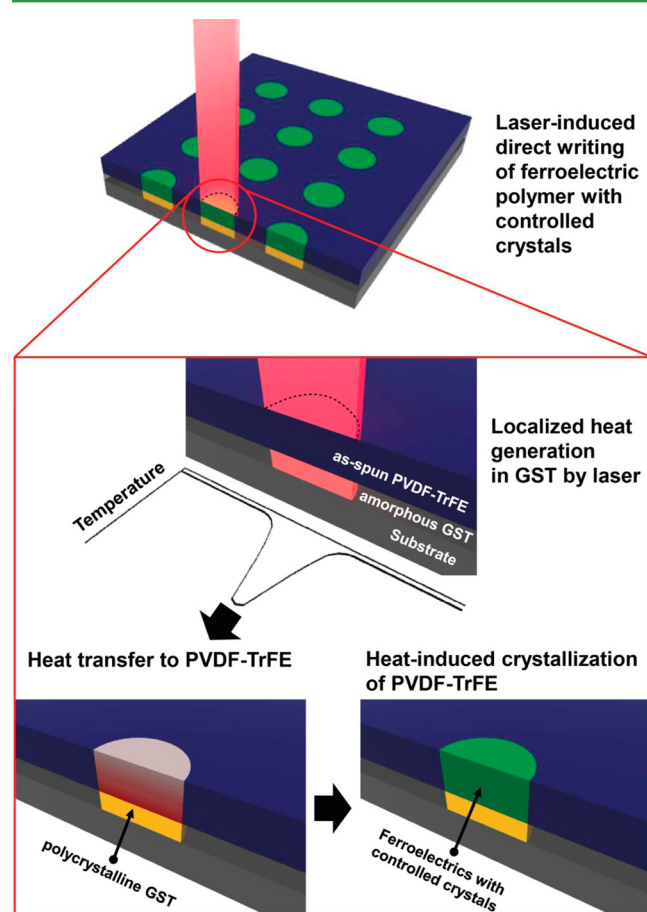 Laser-induced
direct writing
of ferroelectric
polymer with
controlled
crystals
Localized heat
generation
in GST by laser
as-spun PVDF-TrFE
amorphous GST
Substrate
Temperature
Heat transfer to PVDF-TrFE
Heat-induced crystallization
of PVDF-TrFE
polycrystalline GST
Ferroelectrics with
controlled crystals